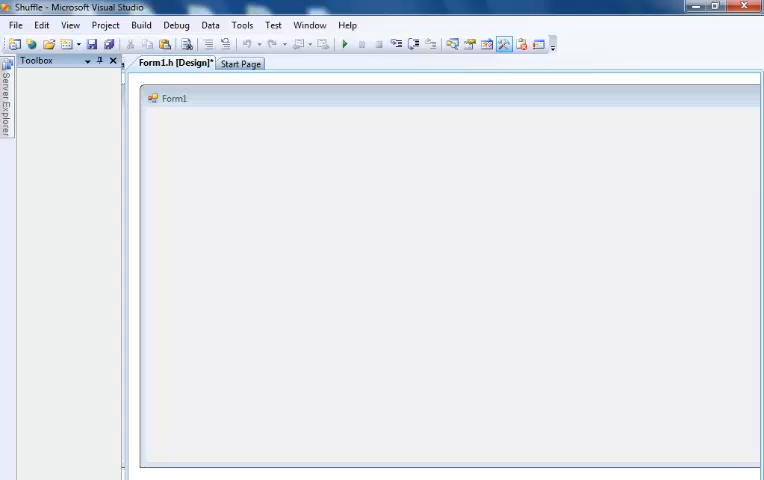 Shuffle - Microsoft Visual Studio
File Edit View Project Build Debug Data Tools Test Window Help
Toolbox
Form1.h [Design]* Start Page
Server Explorer
Form1